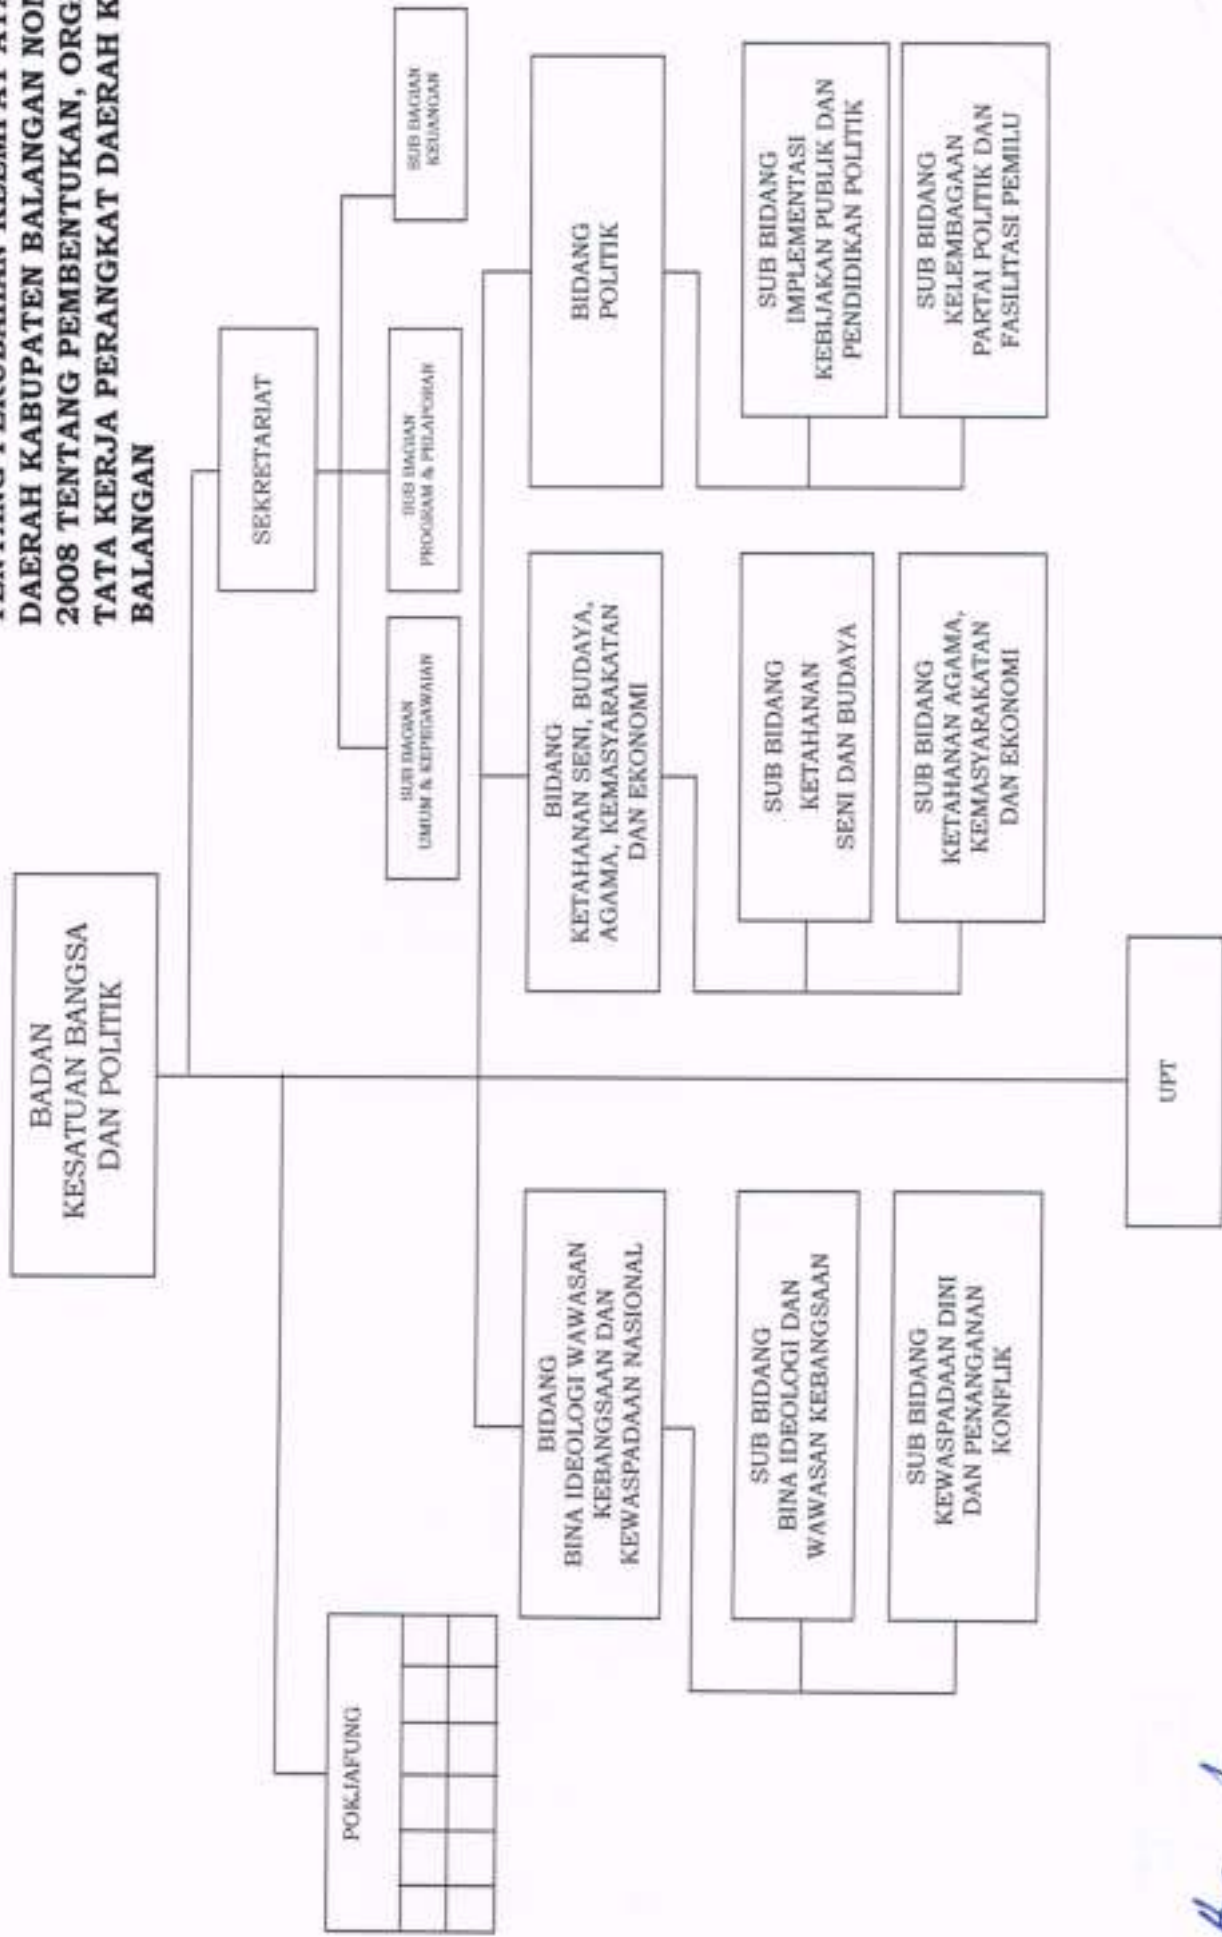 DAERAH KABUPATEN BALANGAN
2008 TENTANG PEMBENTUKAN,
TATA KERJA PERANGKAT DAERAH
BALANGAN
BADAN
KESATUAN BANGSA
DAN POLITIK
SEKRETARIAT
SUB BAGIAN
UMUM & KEPEGAWAIAN
SUB BAGIAN
PROGRAM & PELAPORAN
SUB BAGIAN
KEUANGAN
POKJAFUNG
BIDANG
BINA IDEOLOGI WAWASAN
KEBANGSAAN DAN
KEWASPADAAN NASIONAL
BIDANG
KETAHANAN SENI, BUDAYA,
AGAMA, KEMASYARAKATAN
DAN EKONOMI
BIDANG
POLITIK
SUB BIDANG
BINA IDEOLOGI DAN
WAWASAN KEBANGSAAN
SUB BIDANG
KETAHANAN
SENI DAN BUDAYA
SUB BIDANG
IMPLEMENTASI
KEBIJAKAN PUBLIK DAN
PENDIDIKAN POLITIK
SUB BIDANG
KEWASPADAAN DINI
DAN PENANGANAN
KONFLIK
SUB BIDANG
KETAHANAN AGAMA,
KEMASYARAKATAN
DAN EKONOMI
SUB BIDANG
KELEMBAGAAN
PARTAI POLITIK DAN
FASILITASI PEMILU
UPT